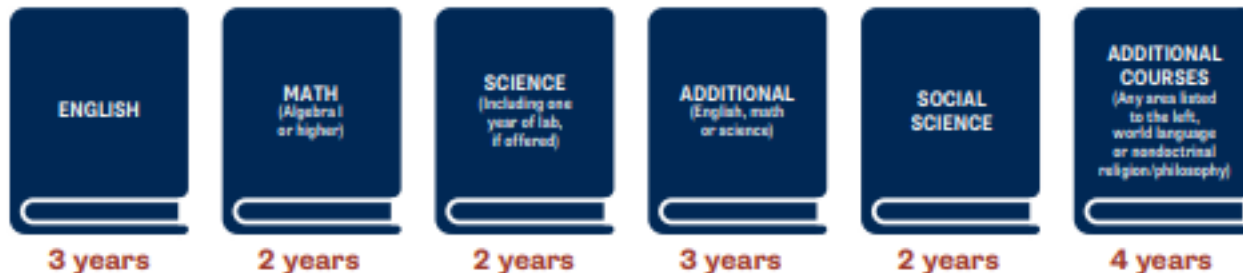 ENGLISH
3 years
MATH
(Algebra I
or higher)
2 years
SCIENCE
(Including one
year of lab,
if offered)
2 years
ADDITIONAL
(English, math
or science)
3 years
SOCIAL
SCIENCE
2 years
ADDITIONAL
COURSES
(Any area listed
to the left,
world language
or nondoctrinal
religion/philosophy)
4 years